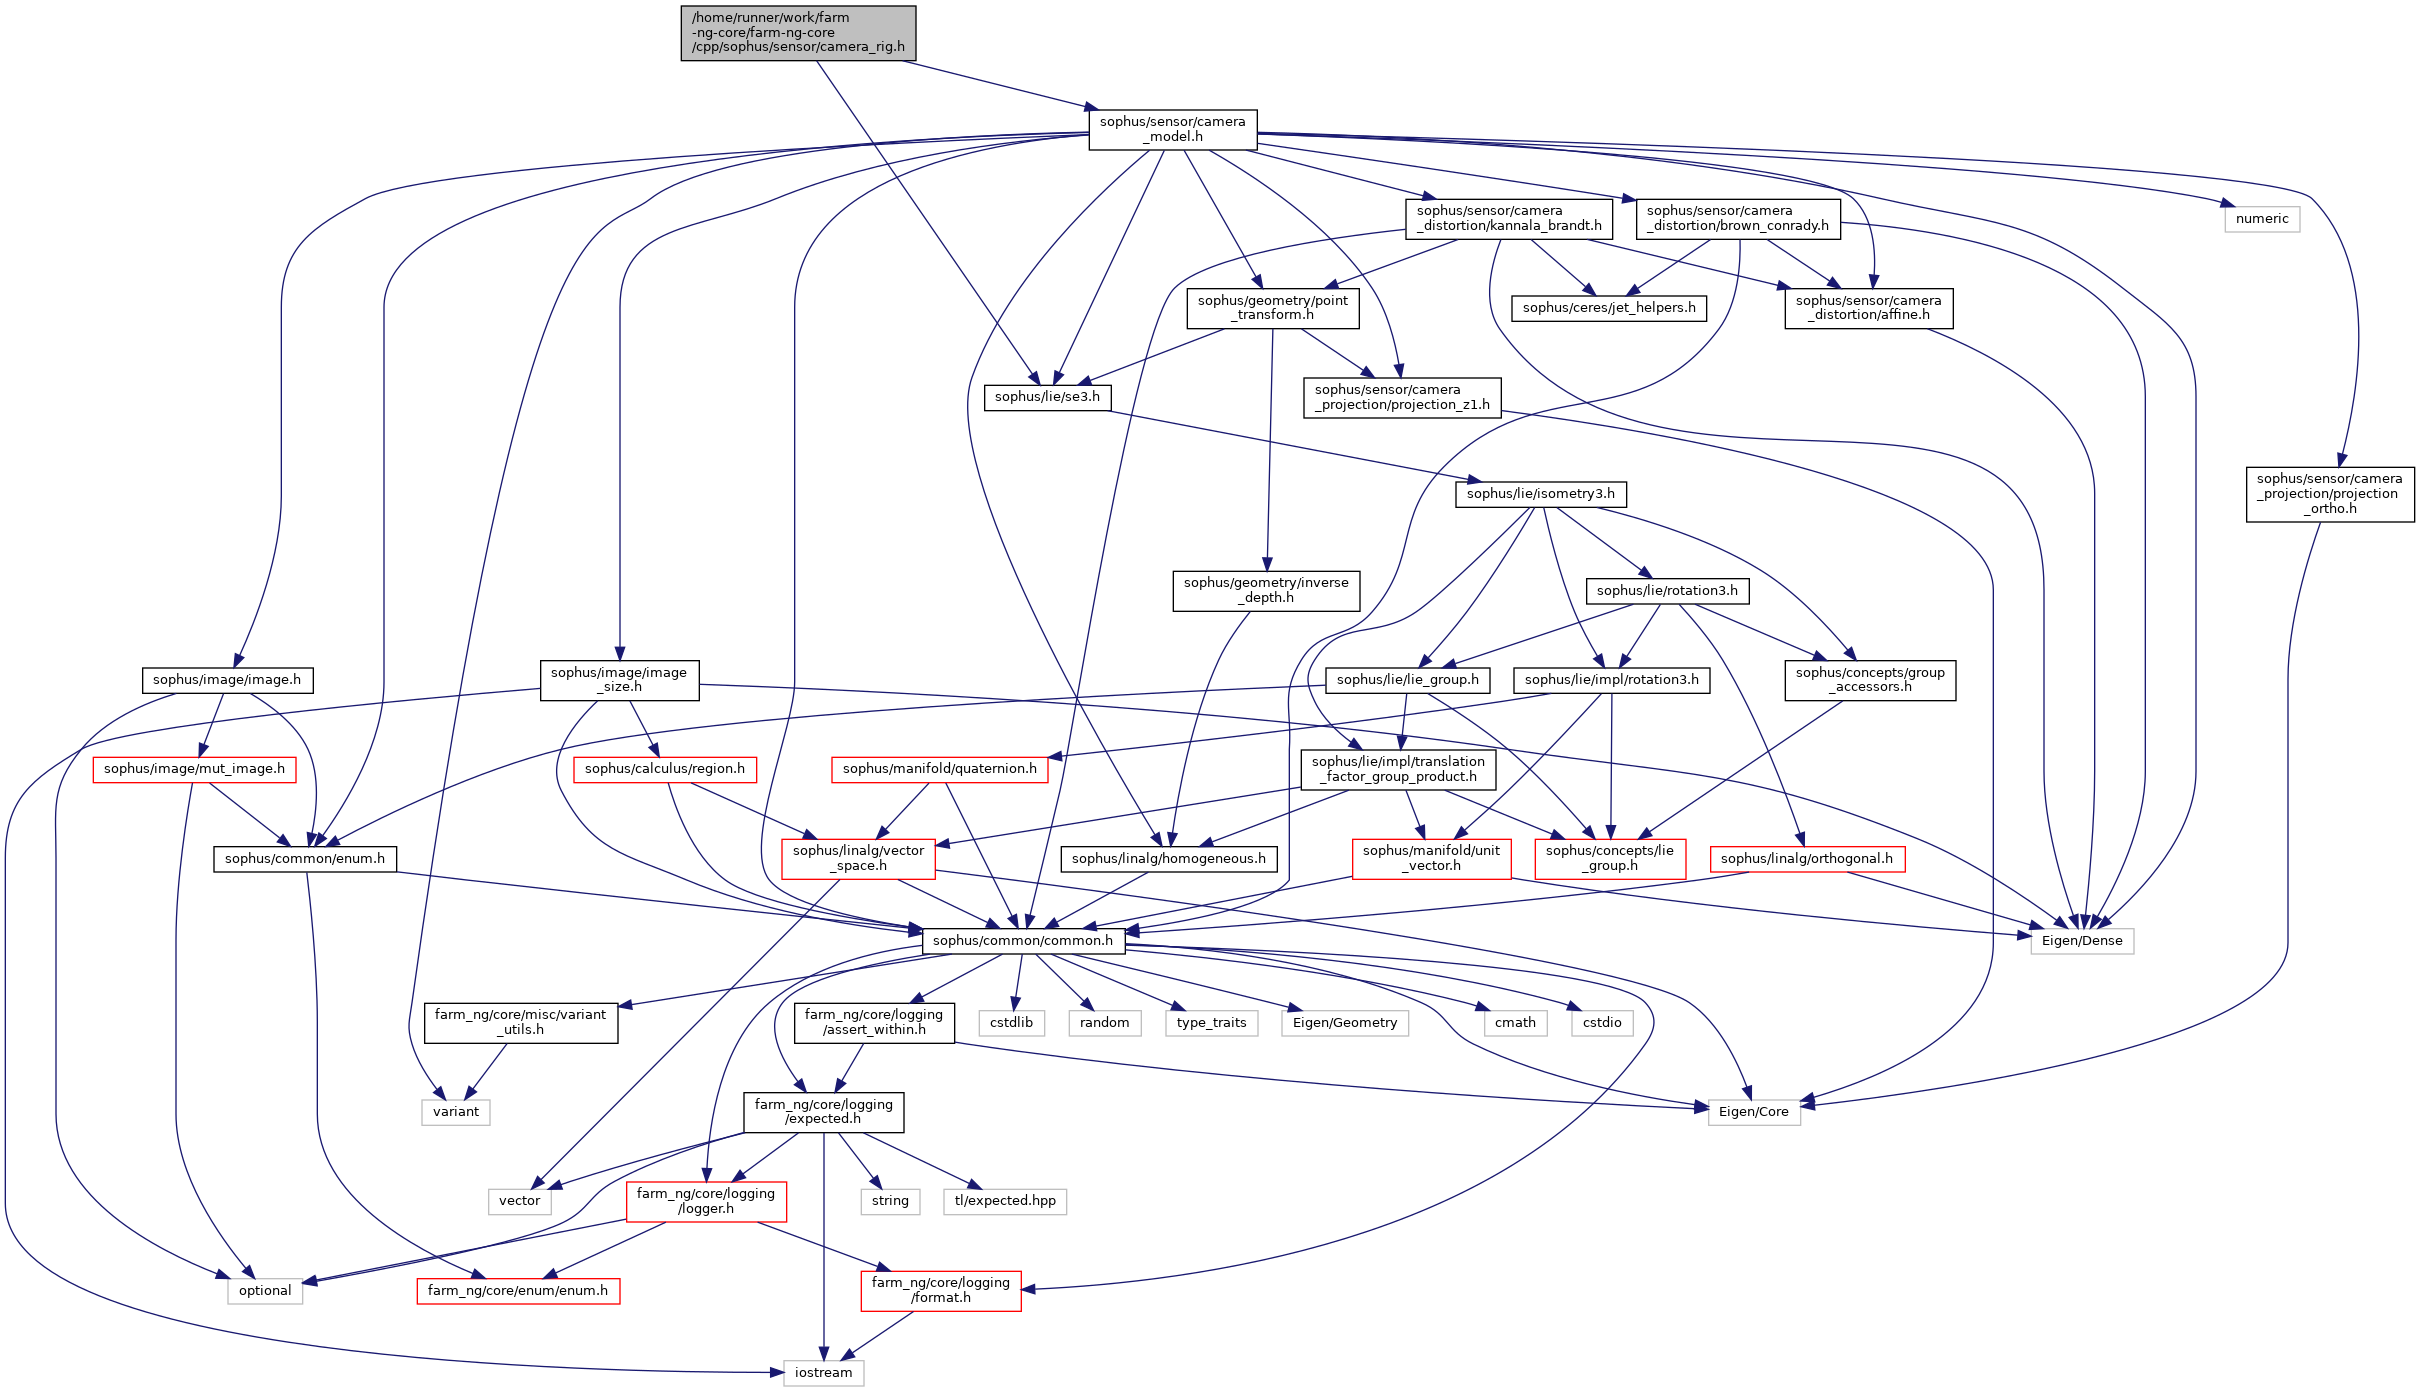 /home/runner/work/farm
-ng-core/farm-ng-core
/cpp/sophus/sensor/camera_rig.h
sophus/sensor/camera
_model.h
sophus/sensor/camera
_distortion/kannala_brandt.h
sophus/sensor/camera
_distortion/brown_conrady.h
numeric
sophus/geometry/point
_transform.h
sophus/ceres/jet_helpers.h
sophus/sensor/camera
_distortion/affine.h
sophus/lie/se3.h
sophus/sensor/camera
_projection/projection_z1.h
sophus/lie/isometry3.h
sophus/sensor/camera
_projection/projection
_ortho.h
sophus/geometry/inverse
_depth.h
sophus/lie/rotation3.h
sophus/image/image.h
sophus/image/image
_size.h
sophus/lie/lie_group.h
sophus/lie/impl/rotation3.h
sophus/concepts/group
_accessors.h
sophus/image/mut_image.h
sophus/calculus/region.h
sophus/manifold/quaternion.h
sophus/lie/impl/translation
_factor_group_product.h
sophus/common/enum.h
sophus/linalg/vector
_space.h
sophus/linalg/homogeneous.h
sophus/manifold/unit
_vector.h
sophus/concepts/lie
_group.h
sophus/linalg/orthogonal.h
sophus/common/common.h
Eigen/Dense
farm_ng/core/misc/variant
_utils.h
farm_ng/core/logging
/assert_within.h
cstdlib
random
type_traits
Eigen/Geometry
cmath
cstdio
variant
farm_ng/core/logging
/expected.h
Eigen/Core
vector
farm_ng/core/logging
/logger.h
string
tl/expected.hpp
optional
farm_ng/core/enum/enum.h
farm_ng/core/logging
/format.h
iostream